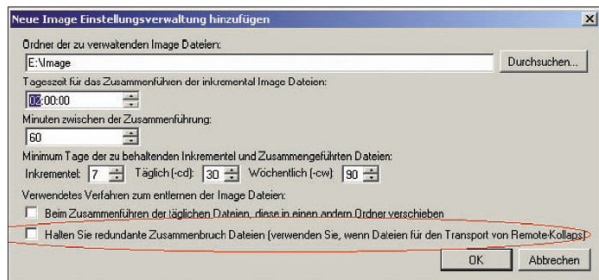 Neue Image Einstellungsverwaltung hinzufügen
Ordner der zu verwaltenden Image Dateien:
E:\Image
Durchsuchen...
Tageszeit für das Zusammenführen der inkremental Image Dateien:
02:00:00
Minuten zwischen der Zusammenführung:
60
Minimum Tage der zu behaltenden Inkrementel und Zusammengeführten Dateien:
Inkrementel: 7 Täglich (-cd): 30 Wöchentlich (-cw): 90
Verwendetes Verfahren zum entfernen der Image Dateien:
Beim Zusammenführen der täglichen Dateien, diese in einen andern Ordner verschieben
Halten Sie redundante Zusammenbruch Dateien (verwenden Sie, wenn Dateien für den Transport von Remote-Kollaps)
OK Abbrechen